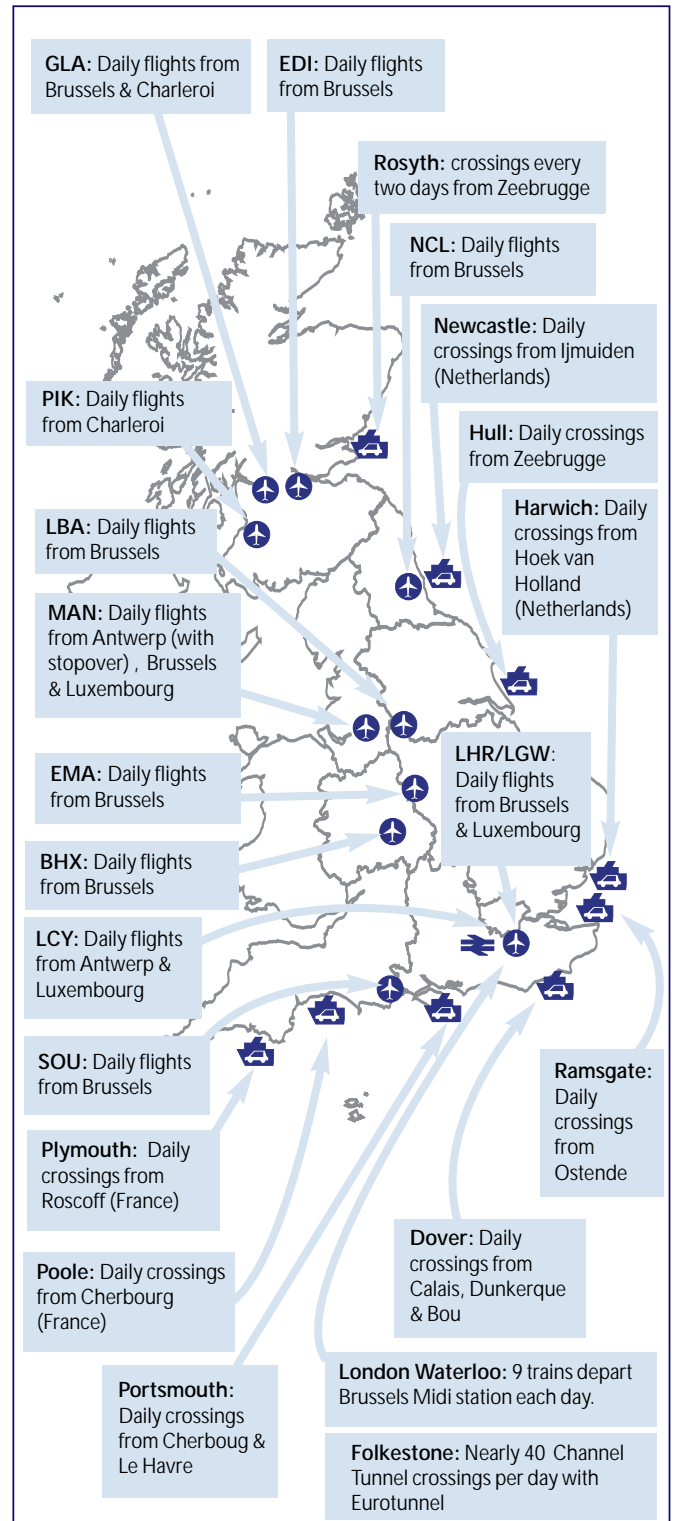 GLA: Daily flights from
Brussels & Charleroi
EDI: Daily flights
from Brussels
Rosyth: crossings every
two days from Zeebrugge
NCL: Daily flights
from Brussels
Newcastle: Daily
crossings from Ijmuiden
(Netherlands)
PIK: Daily flights
from Charleroi
Hull: Daily crossings
from Zeebrugge
Harwich: Daily
crossings from
Hoek van
Holland
(Netherlands)
LBA: Daily flights
from Brussels
MAN: Daily flights
from Antwerp (with
stopover) , Brussels
& Luxembourg
LHR/LGW:
Daily flights
from Brussels
& Luxembourg
EMA: Daily flights
from Brussels
BHX: Daily flights
from Brussels
LCY: Daily flights
from Antwerp &
Luxembourg
SOU: Daily flights
from Brussels
Ramsgate:
Daily
crossings
from
Ostende
Plymouth: Daily
crossings from
Roscoff (France)
Dover: Daily
crossings from
Calais, Dunkerque
& Bou
Poole: Daily crossings
from Cherbourg
(France)
London Waterloo: 9 trains depart
Brussels Midi station each day.
Portsmouth:
Daily crossings
from Cherboug &
Le Havre
Folkestone: Nearly 40 Channel
Tunnel crossings per day with
Eurotunnel